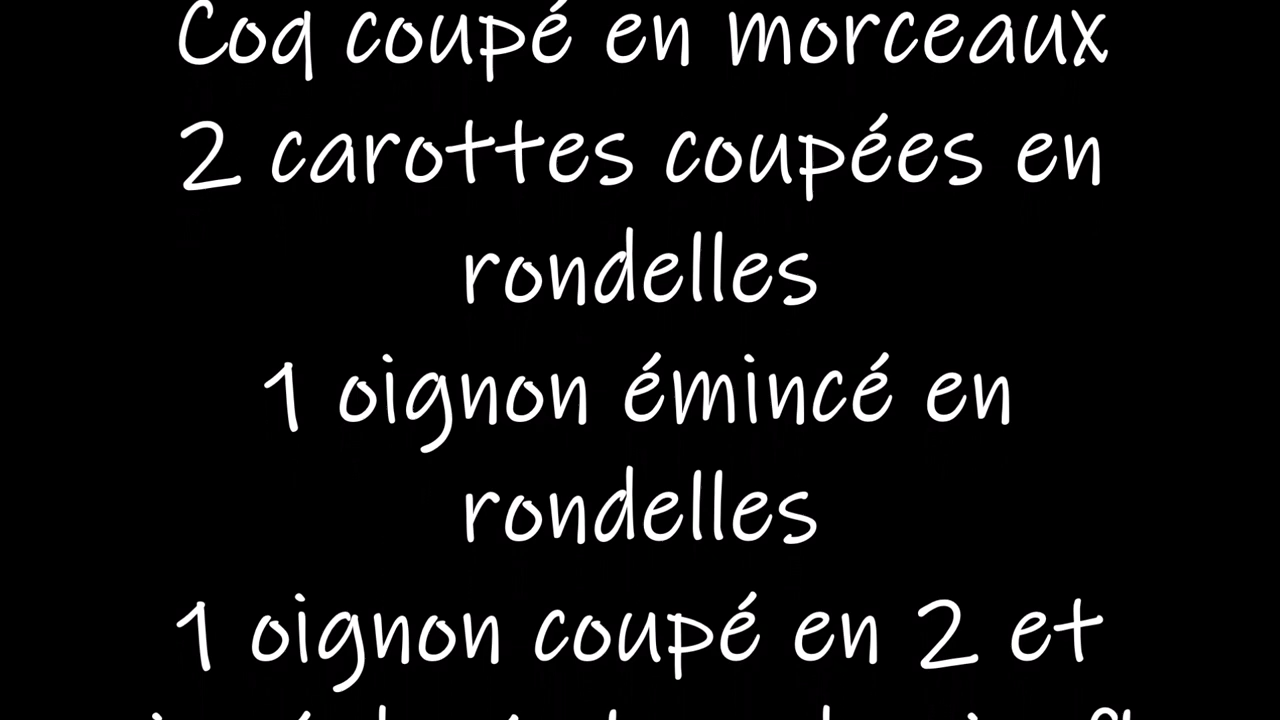 Coq coupé en morceaux
2 carottes coupées en
rondelles
1 oignon émincé en
rondelles
1 oignon coupé en 2 et